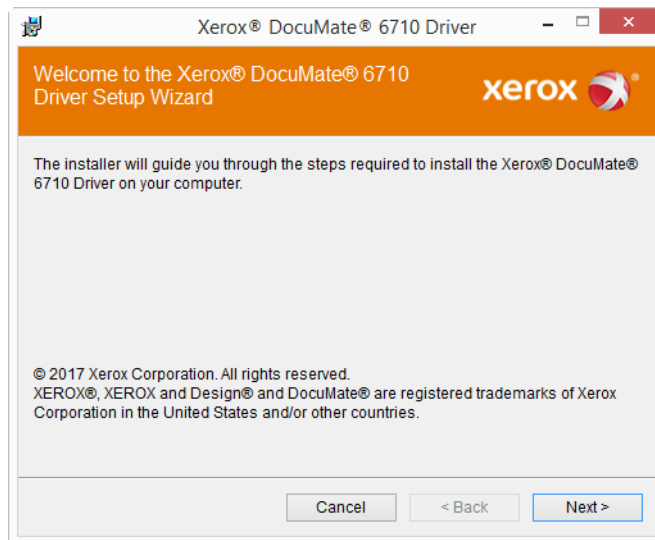 Xerox® DocuMate® 6710 Driver
Welcome to the Xerox® DocuMate® 6710
Driver Setup Wizard
xerox
The installer will guide you through the steps required to install the Xerox® DocuMate®
6710 Driver on your computer.
© 2017 Xerox Corporation. All rights reserved.
XEROX®, XEROX and Design® and DocuMate® are registered trademarks of Xerox
Corporation in the United States and/or other countries.
Cancel
< Back
Next >